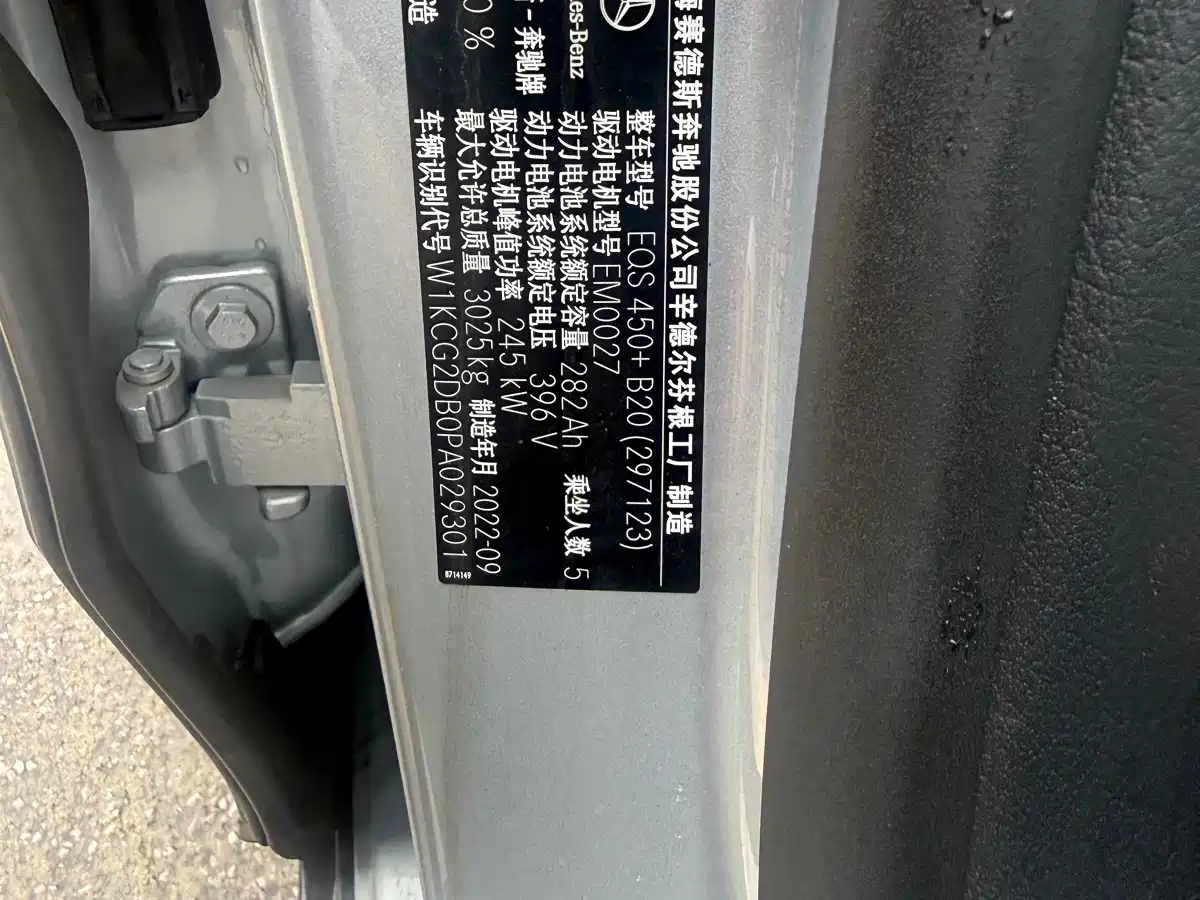 梅赛德斯奔驰股份公司辛德尔芬根工厂制造
整车型号 EQS 450+ B20 (297123)
驱动电机型号 EM0027
动力电池系统额定容量 282Ah 乘坐人数 5
动力电池系统额定电压 396V
驱动电机峰值功率 245 kW
最大允许总质量 3025kg 制造年月 2022-09
车辆识别代号 W1KCG2DB0PA029301
es-Benz
奔驰牌
0 %
造
8714149